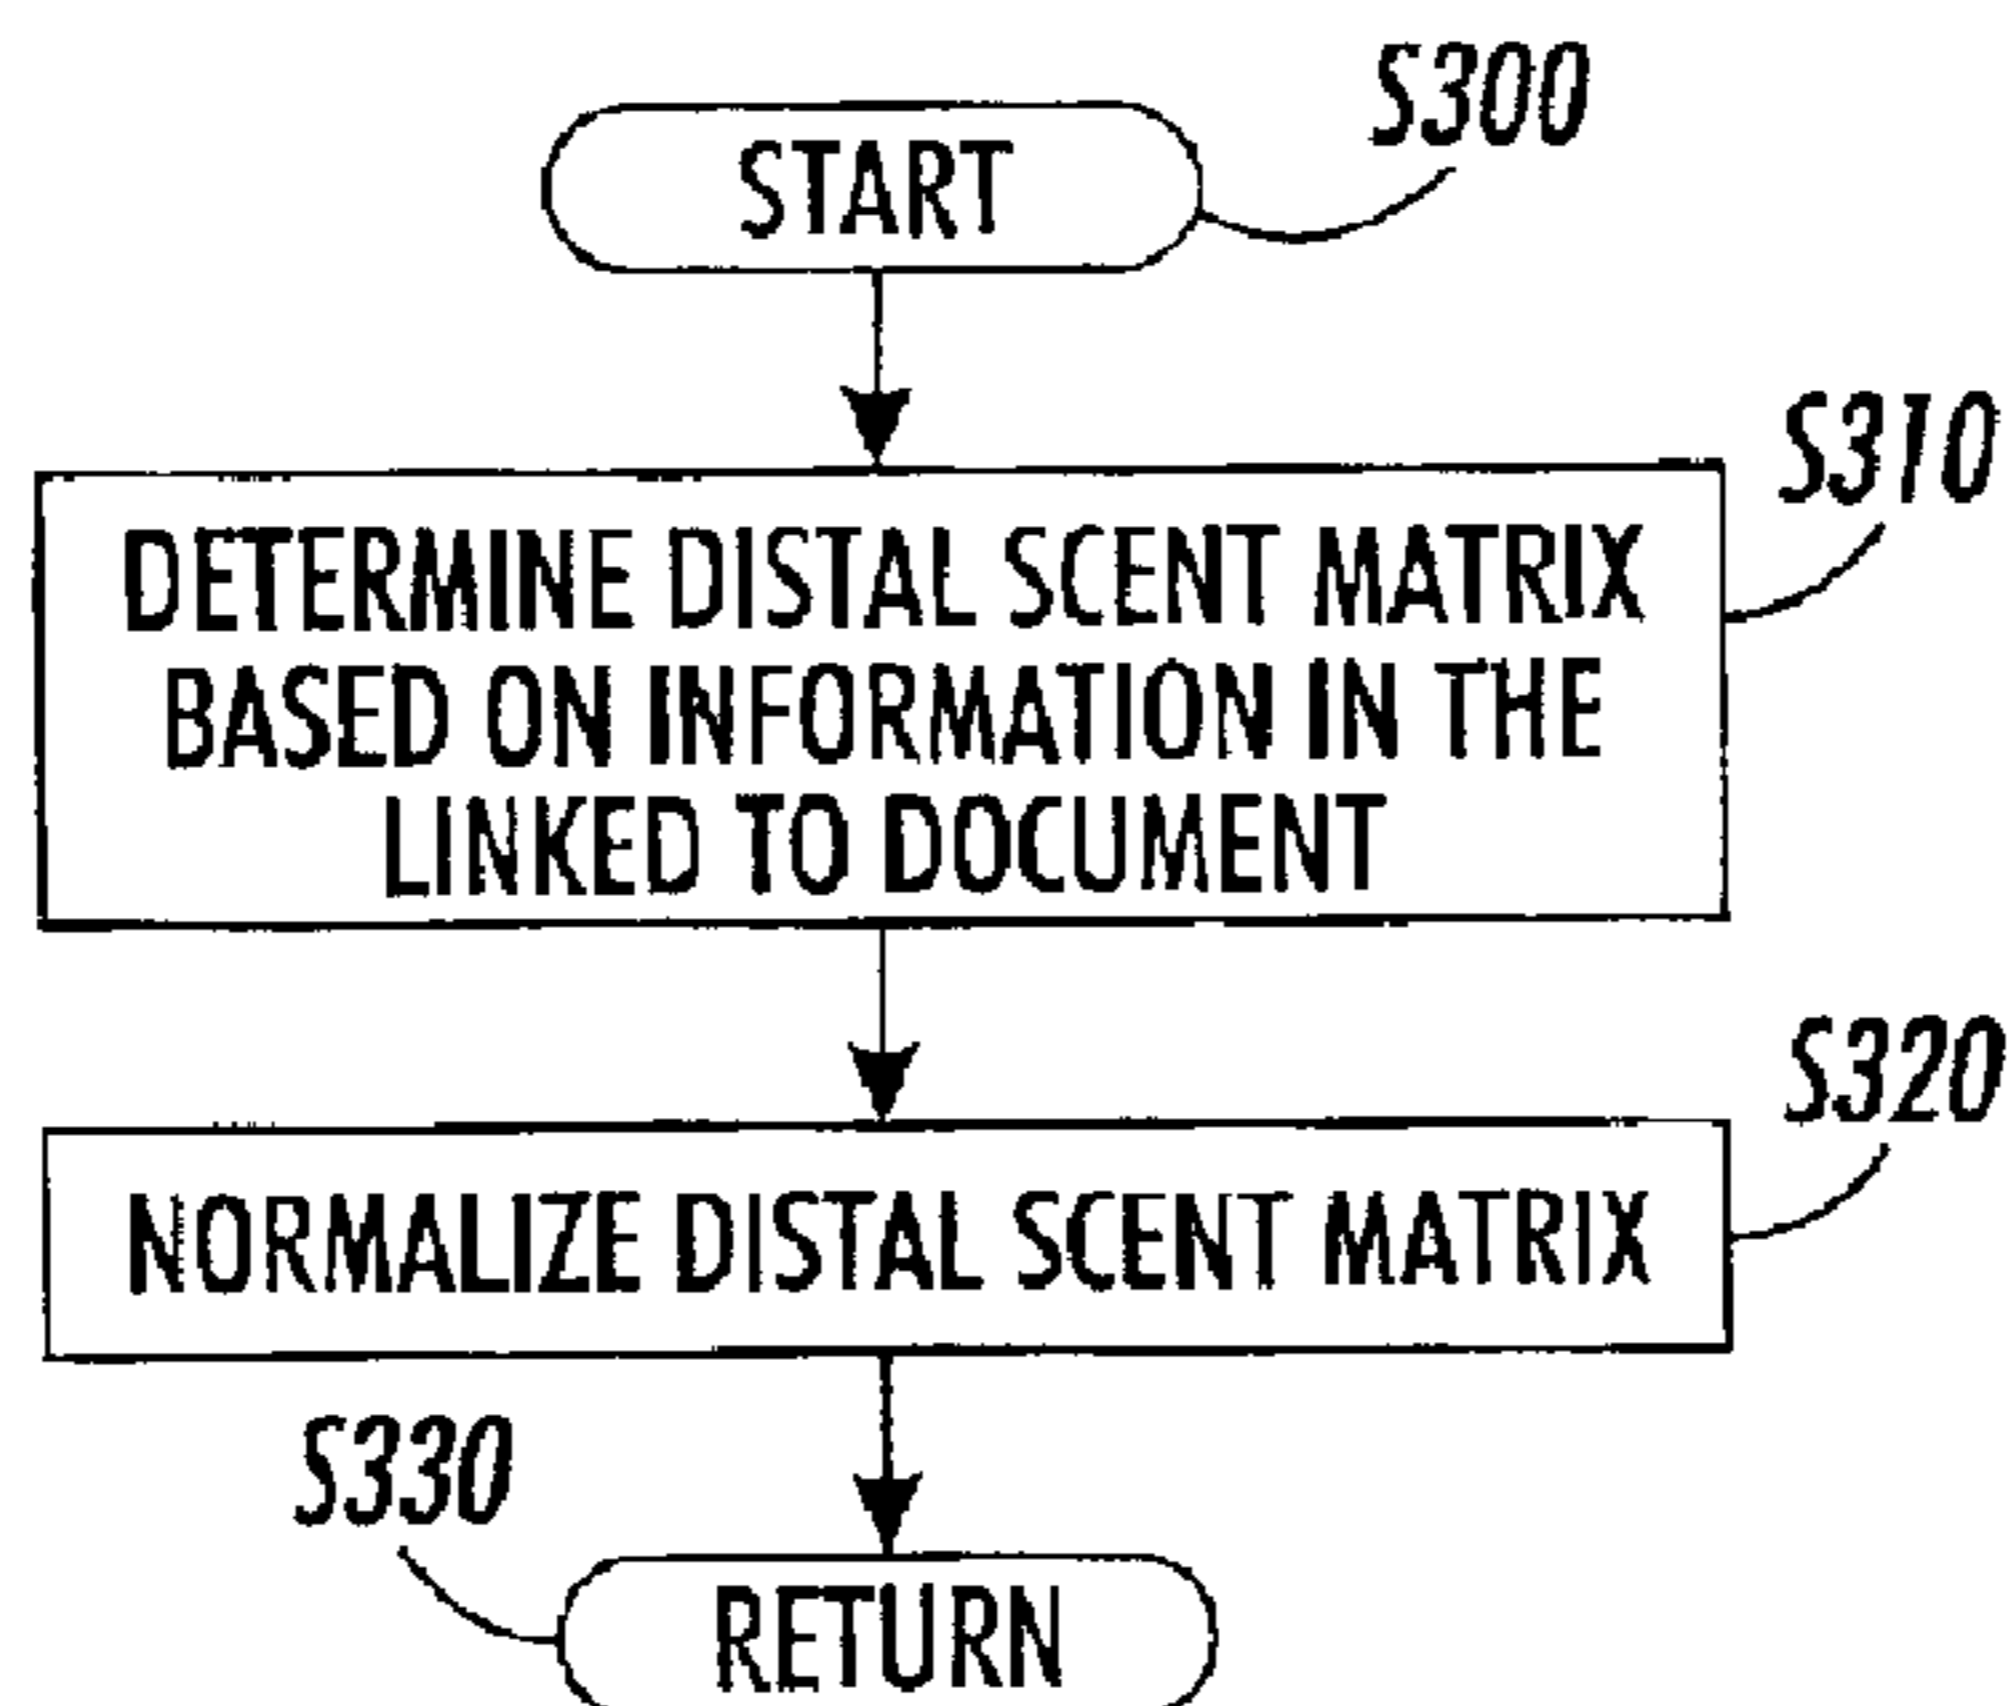 S300
START
S310
DETERMINE DISTAL SCENT MATRIX
BASED ON INFORMATION IN THE
LINKED TO DOCUMENT
S320
NORMALIZE DISTAL SCENT MATRIX
S330
RETURN